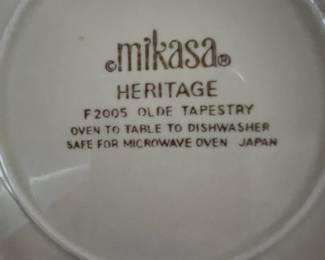 ©mikasa®
HERITAGE
F2005 OLDE TAPESTRY
OVEN TO TABLE TO DISHWASHER
SAFE FOR MICROWAVE OVEN JAPAN